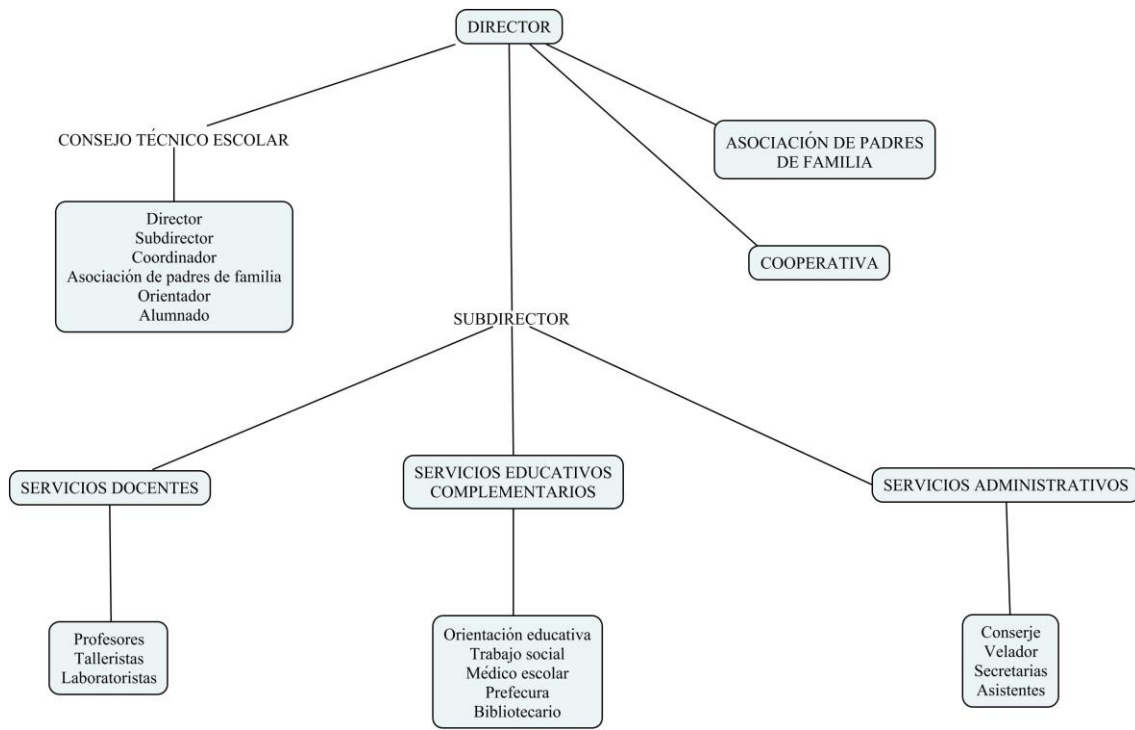 DIRECTOR
CONSEJO TÉCNICO ESCOLAR
ASOCIACIÓN DE PADRES
DE FAMILIA
Director
Subdirector
Coordinador
Asociación de padres de familia
Orientador
Alumnado
COOPERATIVA
SUBDIRECTOR
SERVICIOS DOCENTES
SERVICIOS EDUCATIVOS
COMPLEMENTARIOS
SERVICIOS ADMINISTRATIVOS
Profesores
Talleristas
Laboratoristas
Orientación educativa
Trabajo social
Médico escolar
Prefecura
Bibliotecario
Conserje
Velador
Secretarias
Asistentes